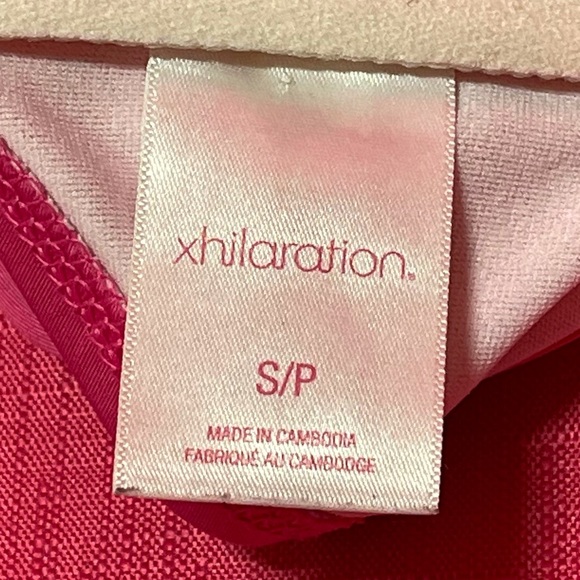 xhilaration.
S/P
MADE IN CAMBODIA
FABRIQUÉ AU CAMBODGE